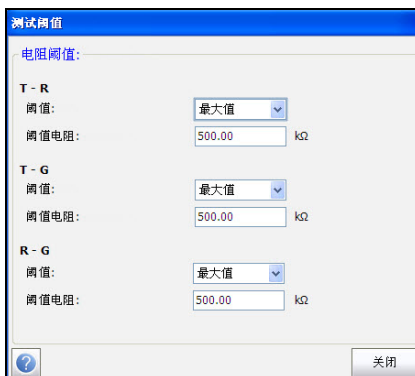 测试阈值
电阻阈值:
T - R
阈值: 最大值
阈值电阻: 500.00 kΩ
T - G
阈值: 最大值
阈值电阻: 500.00 kΩ
R - G
阈值: 最大值
阈值电阻: 500.00 kΩ
? 关闭